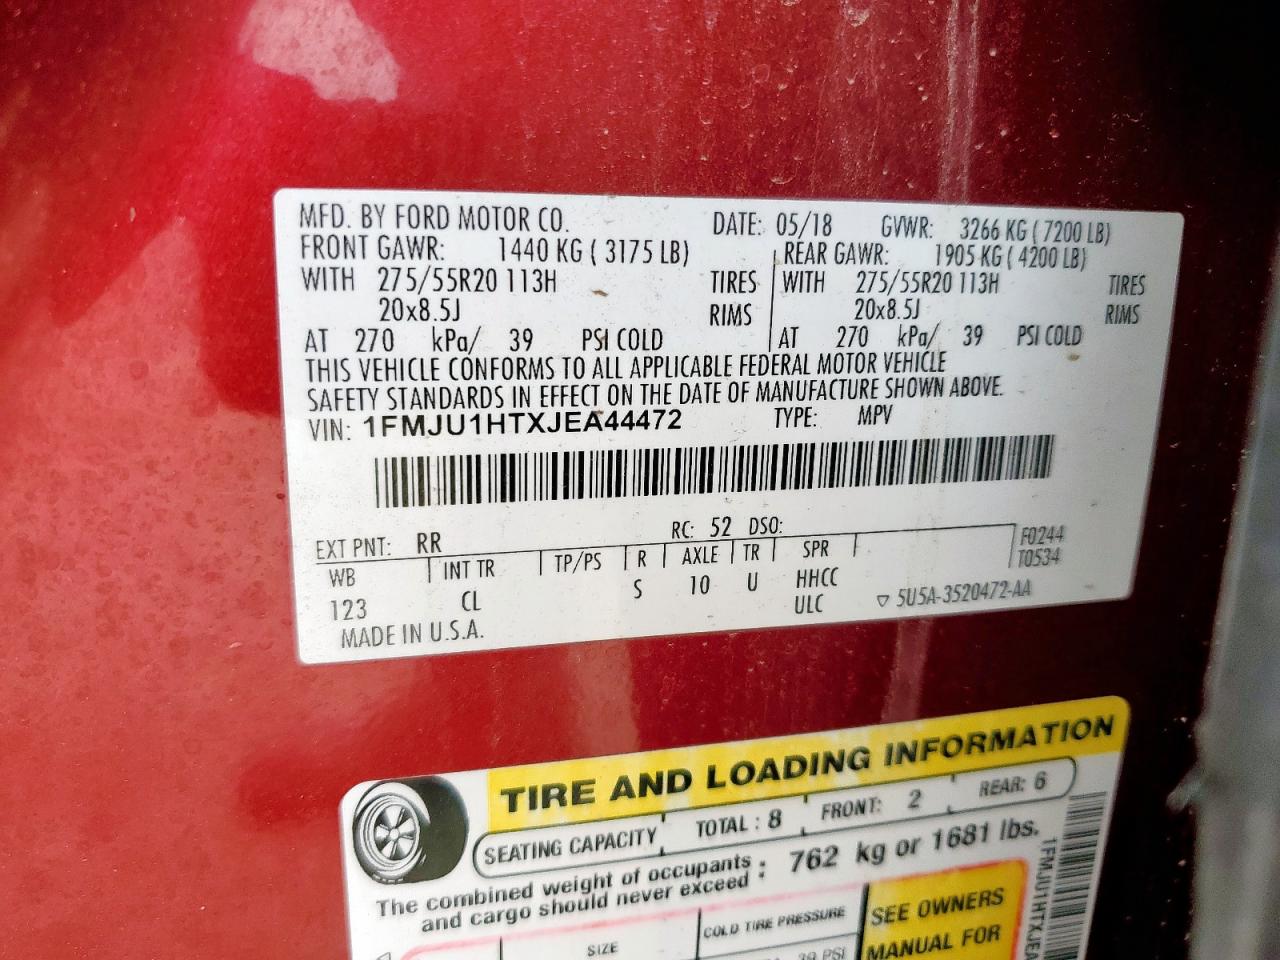 MFD. BY FORD MOTOR CO. DATE: 05/18 GVWR: 3266 KG ( 7200 LB)
FRONT GAWR: 1440 KG ( 3175 LB) REAR GAWR: 1905 KG ( 4200 LB)
WITH 275/55R20 113H TIRES WITH 275/55R20 113H TIRES
20x8.5J RIMS 20x8.5J RIMS
AT 270 kPa/ 39 PSI COLD AT 270 kPa/ 39 PSI COLD
THIS VEHICLE CONFORMS TO ALL APPLICABLE FEDERAL MOTOR VEHICLE
SAFETY STANDARDS IN EFFECT ON THE DATE OF MANUFACTURE SHOWN ABOVE.
VIN: 1FMJU1HTXJEA44472 TYPE: MPV
EXT PNT: RR RC: 52 DSO: F0244
WB INT TR TP/PS R AXLE TR SPR T0534
123 CL S 10 U HHCC
ULC 5U5A-3520472-AA
MADE IN U.S.A.
TIRE AND LOADING INFORMATION
SEATING CAPACITY TOTAL : 8 FRONT: 2 REAR: 6
The combined weight of occupants
and cargo should never exceed : 762 kg or 1681 lbs.
SIZE COLD TIRE PRESSURE SEE OWNERS
39 PSI MANUAL FOR
1FMJU1HTXJEA